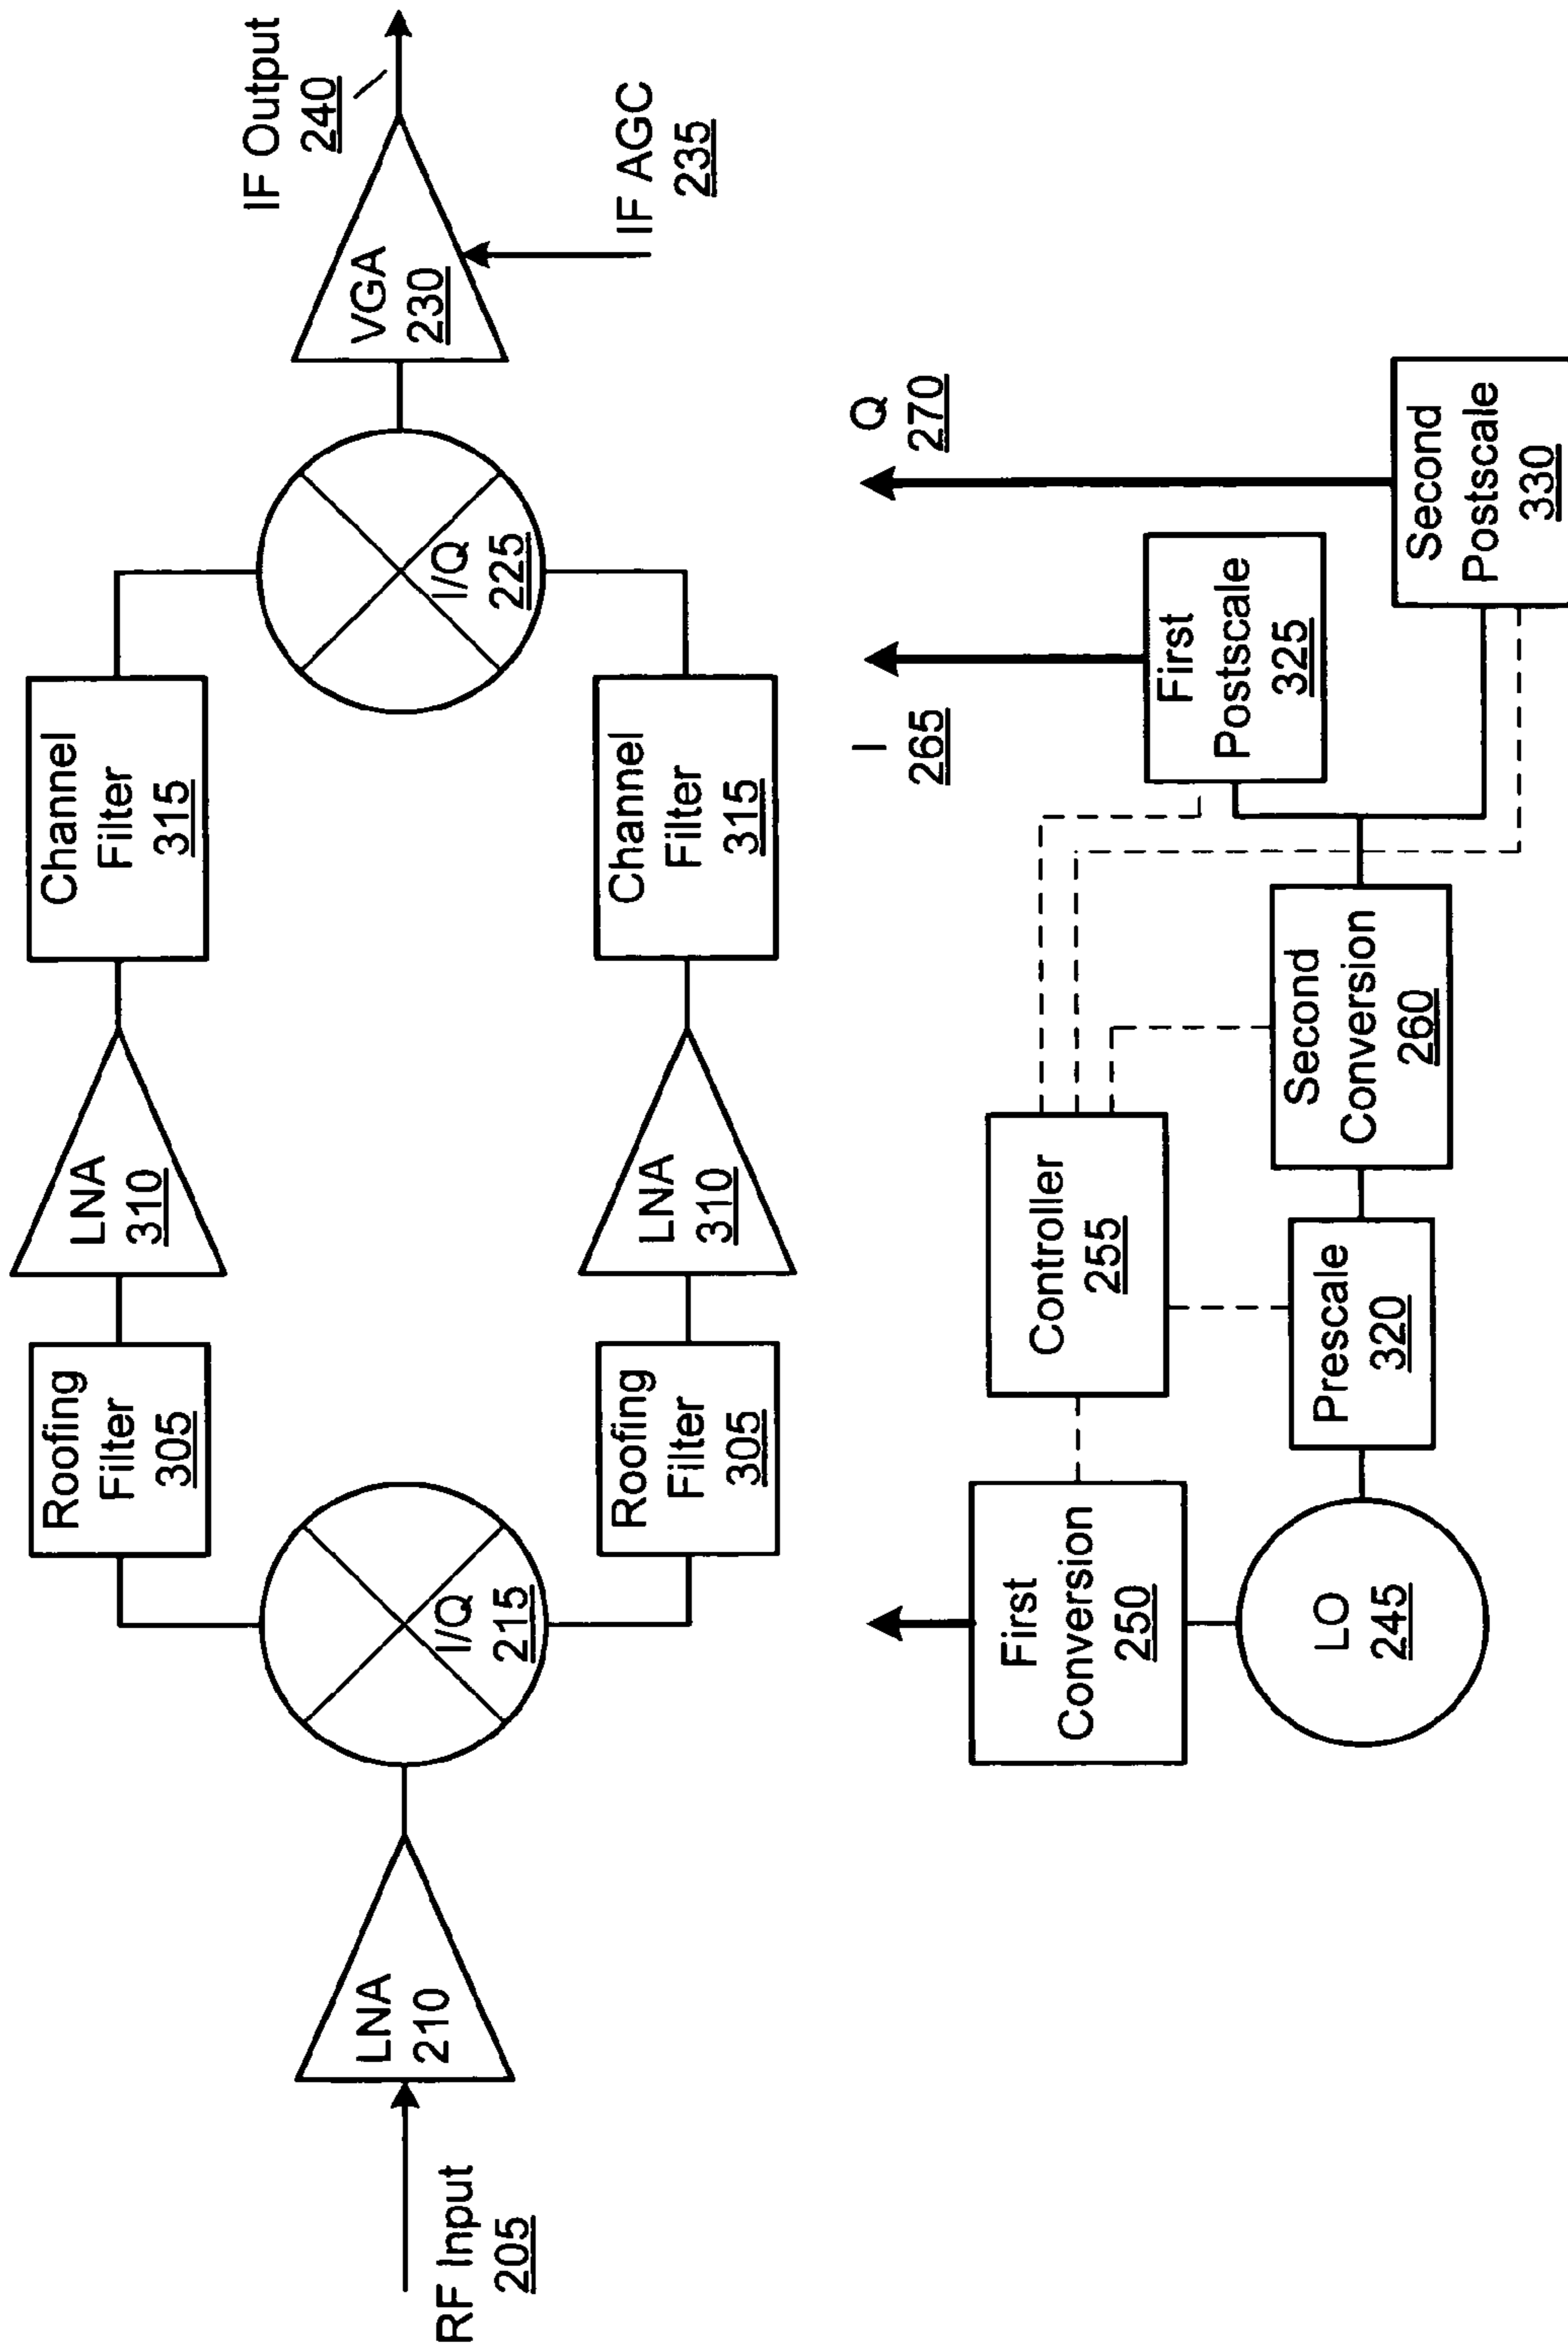 RF Input
205
LNA
210
I/Q
215
Roofing
Filter
305
LNA
310
Channel
Filter
315
Roofing
Filter
305
LNA
310
Channel
Filter
315
I/Q
225
VGA
230
IF Output
240
IF AGC
235
First
Conversion
250
LO
245
Controller
255
Prescale
320
Second
Conversion
260
I
265
First
Postscale
325
Q
270
Second
Postscale
330